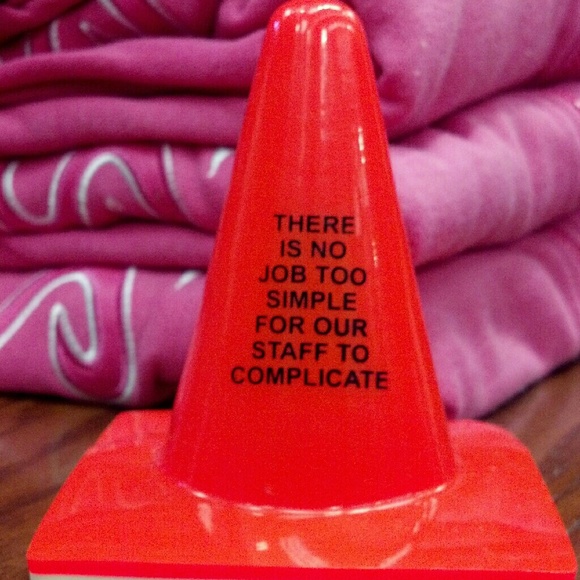 THERE
IS NO
JOB TOO
SIMPLE
FOR OUR
STAFF TO
COMPLICATE